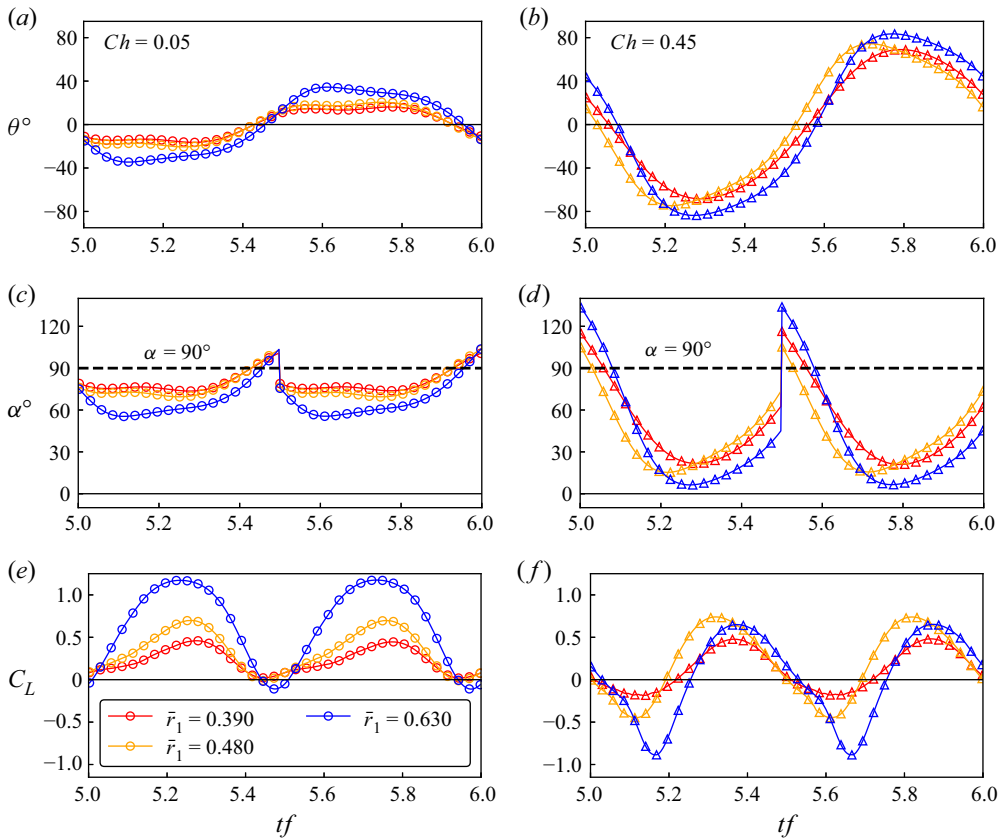 (a)
(b)
Ch = 0.05
Ch = 0.45
θ°
80
40
0
−40
−80
80
40
0
−40
−80
5.0 5.2 5.4 5.6 5.8 6.0
5.0 5.2 5.4 5.6 5.8 6.0
(c)
(d)
α°
120
90
60
30
0
120
90
60
30
0
α = 90°
α = 90°
5.0 5.2 5.4 5.6 5.8 6.0
5.0 5.2 5.4 5.6 5.8 6.0
(e)
(f)
C_L
1.0
0.5
0
−0.5
−1.0
1.0
0.5
0
−0.5
−1.0
r̄₁ = 0.390
r̄₁ = 0.480
r̄₁ = 0.630
5.0 5.2 5.4 5.6 5.8 6.0
5.0 5.2 5.4 5.6 5.8 6.0
tf
tf